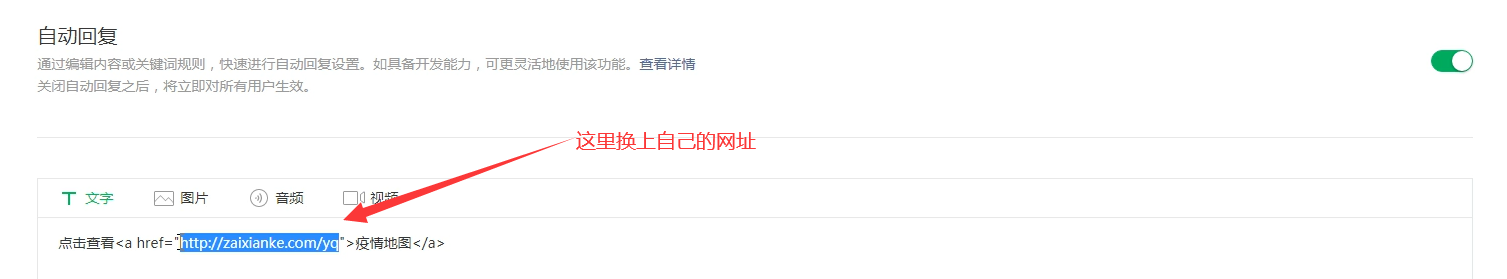 自动回复
通过编辑内容或关键词规则，快速进行自动回复设置。如具备开发能力，可更灵活地使用该功能。查看详情
关闭自动回复之后，将立即对所有用户生效。
这里换上自己的网址
文字 图片 音频 视频
点击查看<a href="http://zaixianke.com/yq">疫情地图</a>